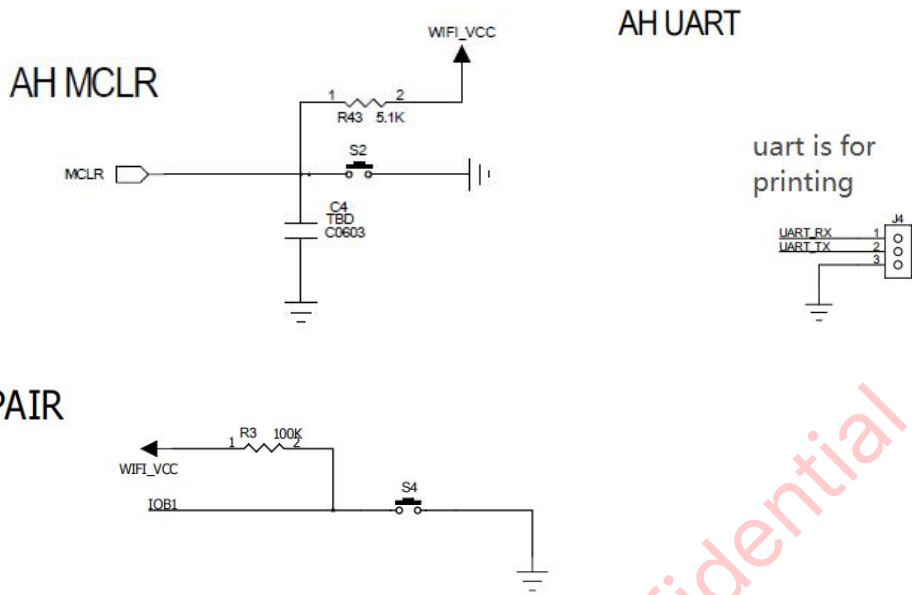 AH UART
WIFI_VCC
AH MCLR
1
2
R43 5.1K
S2
MCLR
uart is for
printing
C4
TBD
C0603
J4
UART_RX 1
UART_TX 2
3
PAIR
R3 100K
1
2
WIFI_VCC
S4
IOB1
fidential